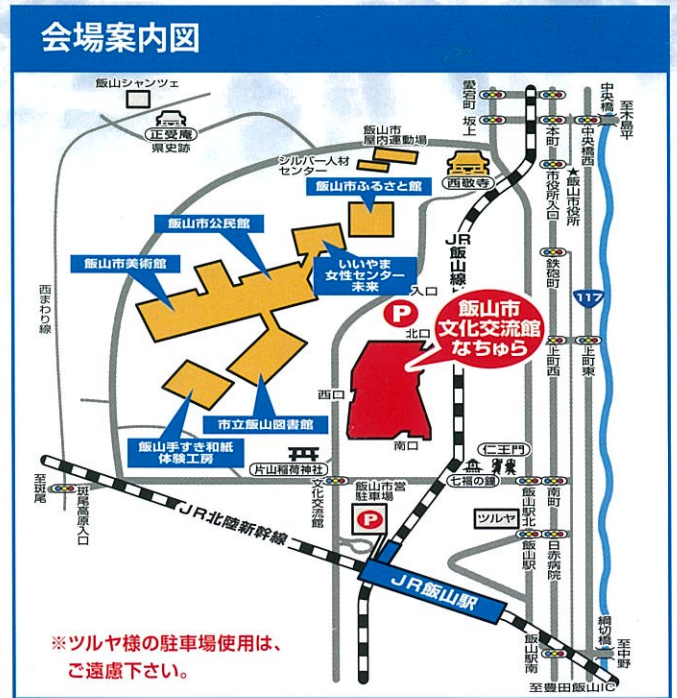 会場案内図
飯山シャンツェ
正受庵
県史跡
飯山市
屋内運動場
シルバー人材
センター
西敬寺
愛宕町
坂上
本町
中央橋
至木島平
中央橋西
市役所入口
★飯山市役所
鉄砲町
117
上町西
上町東
飯山市ふるさと館
飯山市公民館
飯山市美術館
いいやま
女性センター
未来
JR飯山線
入口
P
北口
飯山市
文化交流館
なちゅら
西口
南口
西まわり線
市立飯山図書館
飯山手すき和紙
体験工房
片山稲荷神社
文化交流館
飯山市営
駐車場
P
仁王門
七福の鐘
ツルヤ
飯山駅北
南町
飯山駅
日赤病院
至斑尾
斑尾高原入口
JR北陸新幹線
JR飯山駅
飯山駅南
綱切橋
至中野
至豊田飯山IC
※ツルヤ様の駐車場使用は、
ご遠慮下さい。